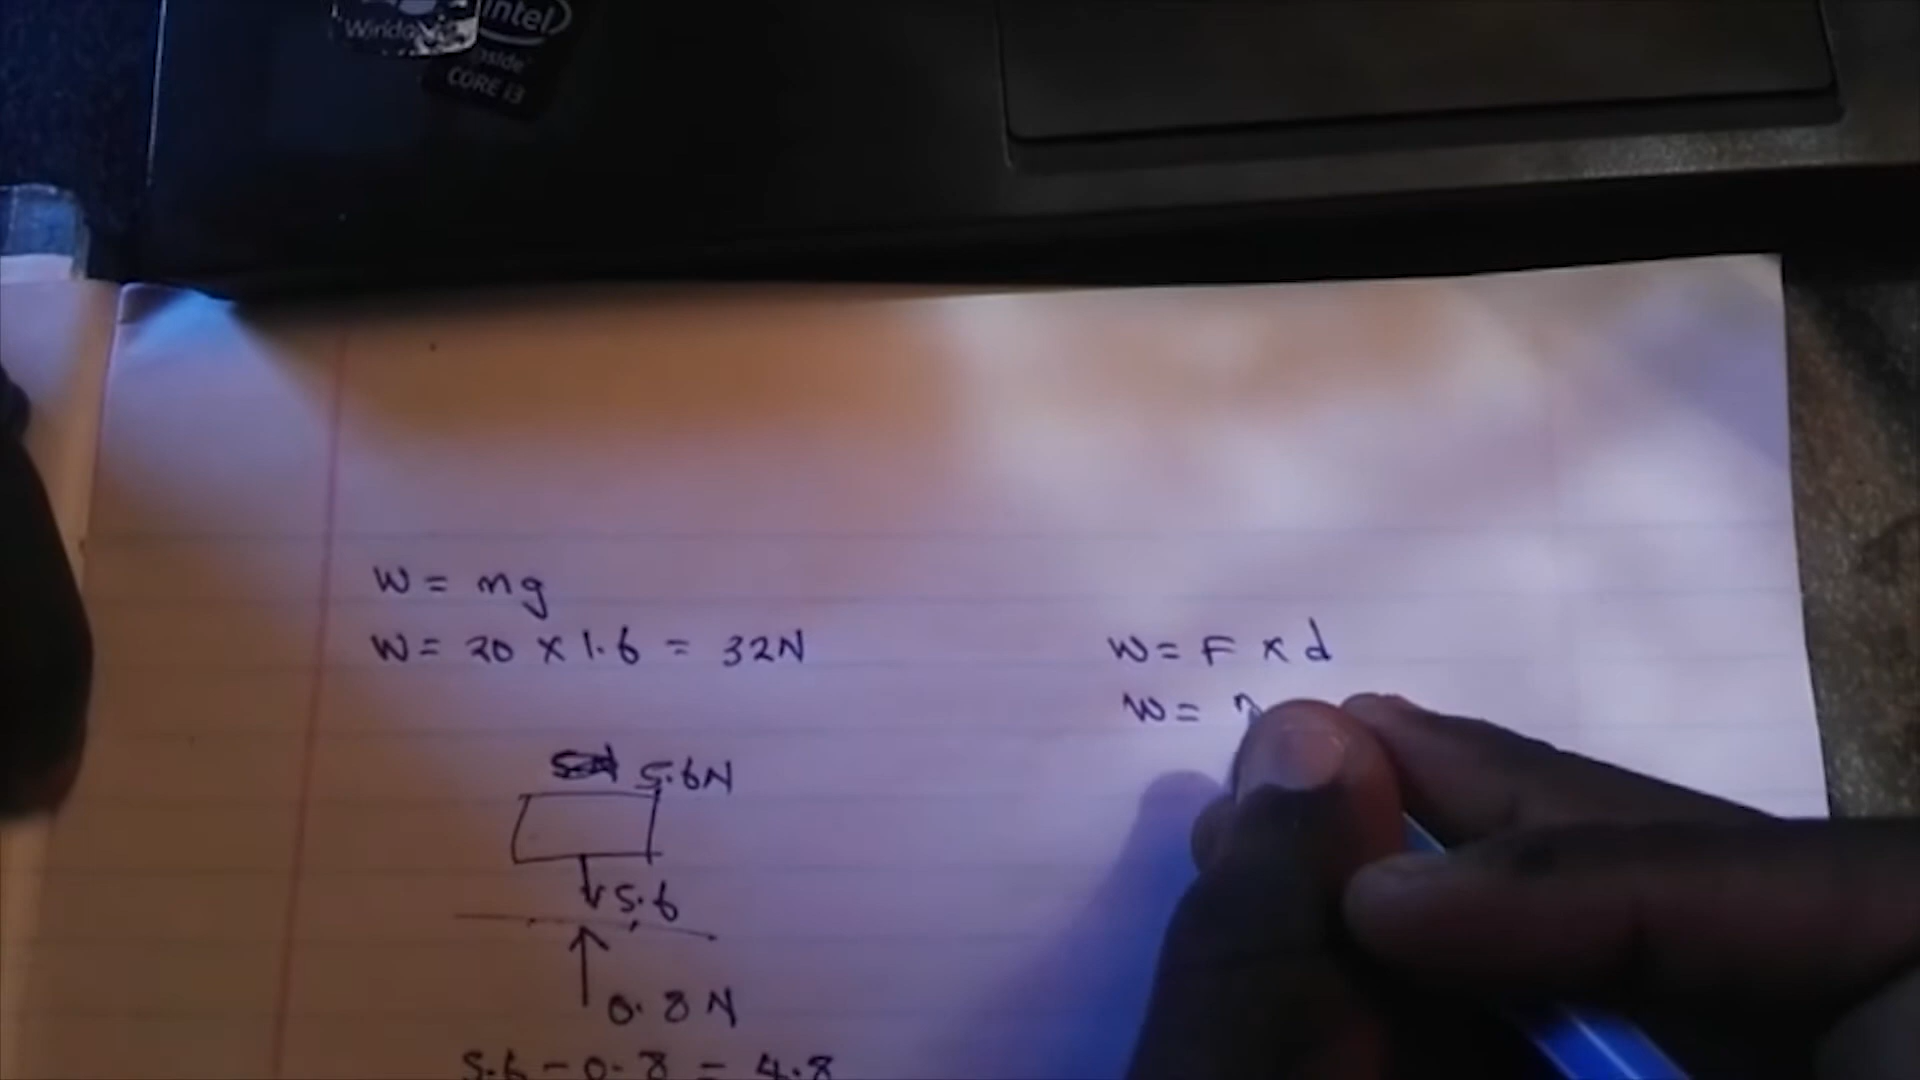 Windows
intel
inside
CORE i3
W = mg
W = 20 × 1.6 = 32N
W = F × d
W =
5.6N
5.6
0.8N
5.6 - 0.8 = 4.8